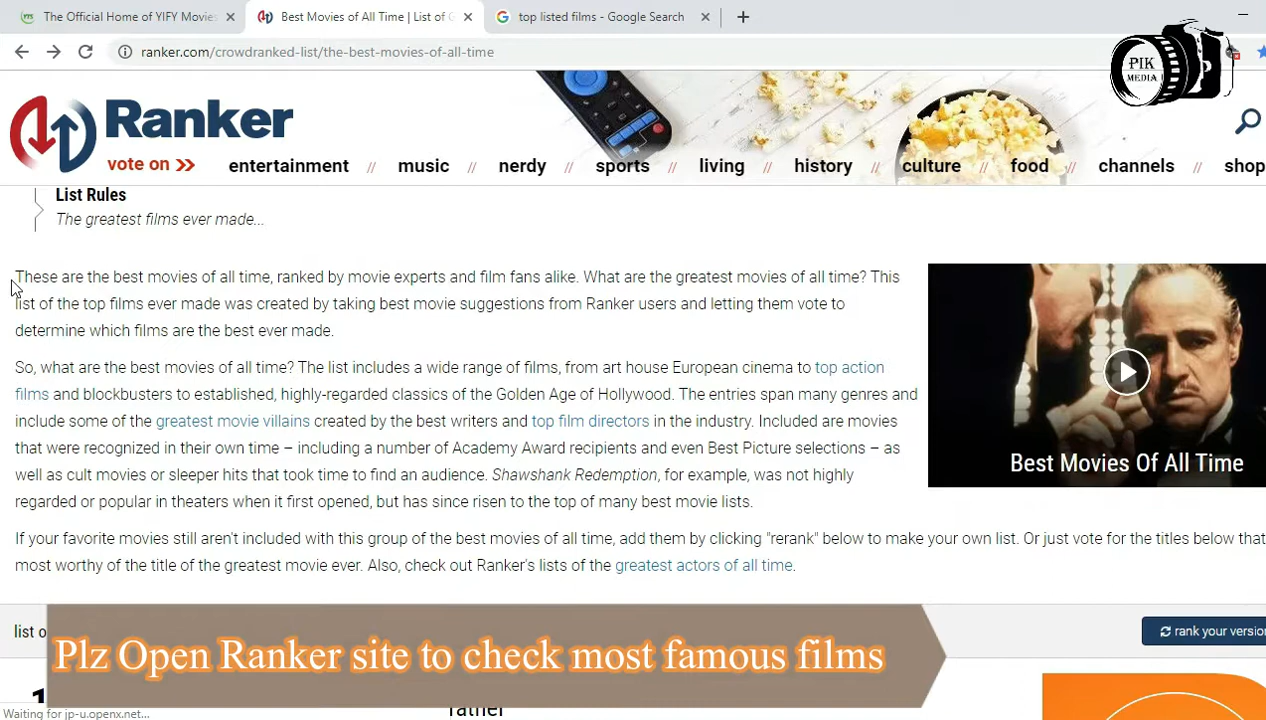 The Official Home of YIFY Movies
Best Movies of All Time | List of G
top listed films - Google Search
ranker.com/crowdranked-list/the-best-movies-of-all-time
PIK
MEDIA
Ranker
vote on >> entertainment // music // nerdy // sports // living // history // culture // food // channels // shop
List Rules
The greatest films ever made...
These are the best movies of all time, ranked by movie experts and film fans alike. What are the greatest movies of all time? This
list of the top films ever made was created by taking best movie suggestions from Ranker users and letting them vote to
determine which films are the best ever made.
So, what are the best movies of all time? The list includes a wide range of films, from art house European cinema to top action
films and blockbusters to established, highly-regarded classics of the Golden Age of Hollywood. The entries span many genres and
include some of the greatest movie villains created by the best writers and top film directors in the industry. Included are movies
that were recognized in their own time – including a number of Academy Award recipients and even Best Picture selections – as
well as cult movies or sleeper hits that took time to find an audience. Shawshank Redemption, for example, was not highly
regarded or popular in theaters when it first opened, but has since risen to the top of many best movie lists.
Best Movies Of All Time
If your favorite movies still aren't included with this group of the best movies of all time, add them by clicking "rerank" below to make your own list. Or just vote for the titles below that
most worthy of the title of the greatest movie ever. Also, check out Ranker's lists of the greatest actors of all time.
list o
rank your version
Plz Open Ranker site to check most famous films
1
Waiting for jp-u.openx.net...